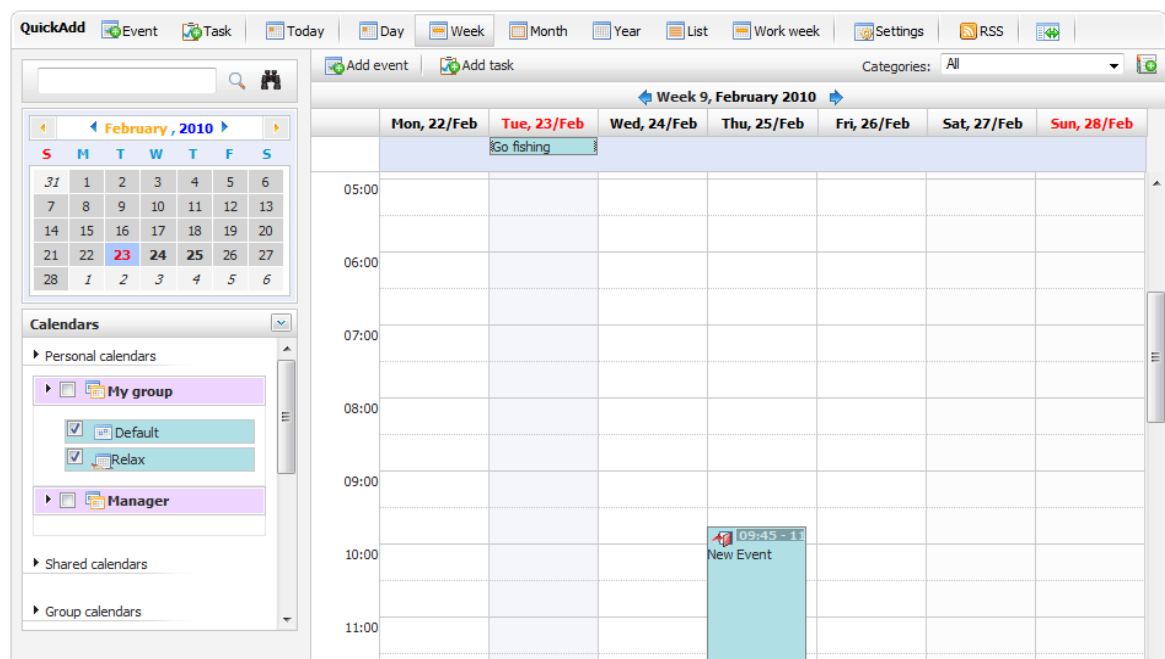 QuickAdd Event Task Today Day Week Month Year List Work week Settings RSS
Add event Add task Categories: All
Week 9, February 2010
February , 2010
S M T W T F S
31 1 2 3 4 5 6
7 8 9 10 11 12 13
14 15 16 17 18 19 20
21 22 23 24 25 26 27
28 1 2 3 4 5 6
Calendars
Personal calendars
My group
Default
Relax
Manager
Shared calendars
Group calendars
Mon, 22/Feb Tue, 23/Feb Wed, 24/Feb Thu, 25/Feb Fri, 26/Feb Sat, 27/Feb Sun, 28/Feb
Go fishing
05:00
06:00
07:00
08:00
09:00
09:45 - 11
10:00 New Event
11:00